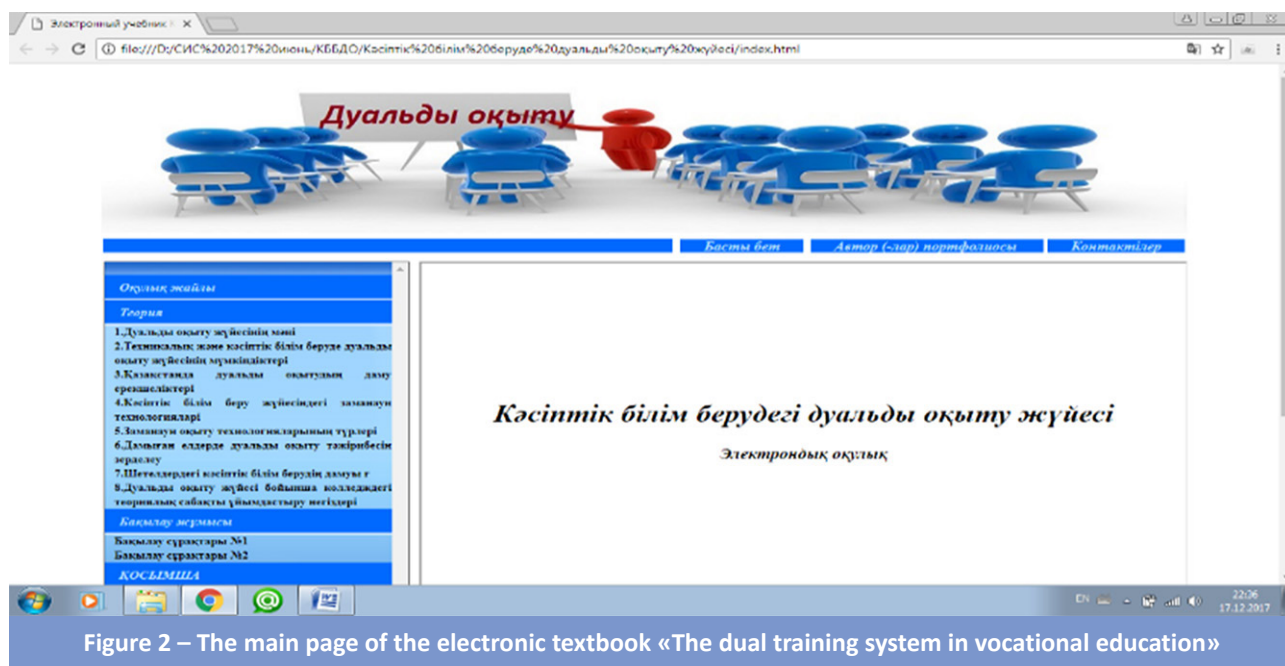 Электронный учебник
file:///D:/СИС%202017%20июнь/КББДО/Кәсіптік%20білім%20беруде%20дуальды%20оқыту%20жүйесі/index.html
Дуальды оқыту
Басты бет Автор (-лар) портфолиосы Контактілер
Оқулық жайлы
Теория
1.Дуальды оқыту жүйесінің мәні
2.Техникалық және кәсіптік білім беруде дуальды
оқыту жүйесінің мүмкіндіктері
3.Қазақстанда дуальды оқытудың даму
ерекшеліктері
4.Кәсіптік білім беру жүйесіндегі заманауи
технологиялары
5.Заманауи оқыту технологияларының түрлері
6.Дамыған елдерде дуальды оқыту тәжірибесін
зерделеу
7.Шетелдердегі кәсіптік білім берудің дамуы ғ
8.Дуальды оқыту жүйесі бойынша колледждегі
теориялық сабақты ұйымдастыру негіздері
Бақылау жұмысы
Бақылау сұрақтары №1
Бақылау сұрақтары №2
ҚОСЫМША
Кәсіптік білім берудегі дуальды оқыту жүйесі
Электрондық оқулық
EN
22:36
17.12.2017
Figure 2 – The main page of the electronic textbook «The dual training system in vocational education»